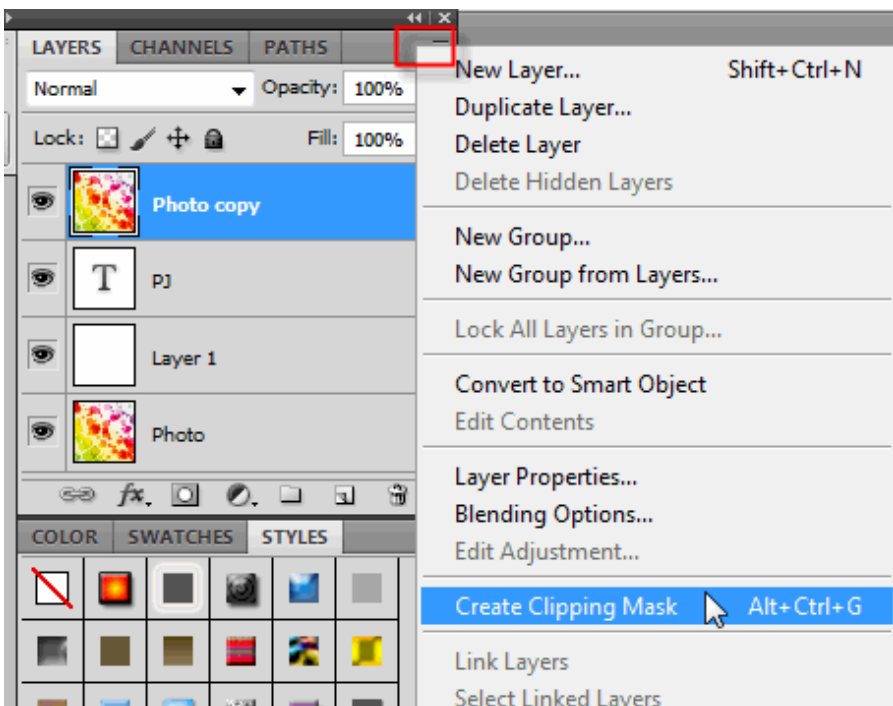 LAYERS CHANNELS PATHS
Normal Opacity: 100%
Lock: Fill: 100%
Photo copy
T PJ
Layer 1
Photo
fx.
COLOR SWATCHES STYLES
New Layer... Shift+Ctrl+N
Duplicate Layer...
Delete Layer
Delete Hidden Layers
New Group...
New Group from Layers...
Lock All Layers in Group...
Convert to Smart Object
Edit Contents
Layer Properties...
Blending Options...
Edit Adjustment...
Create Clipping Mask Alt+Ctrl+G
Link Layers
Select Linked Layers